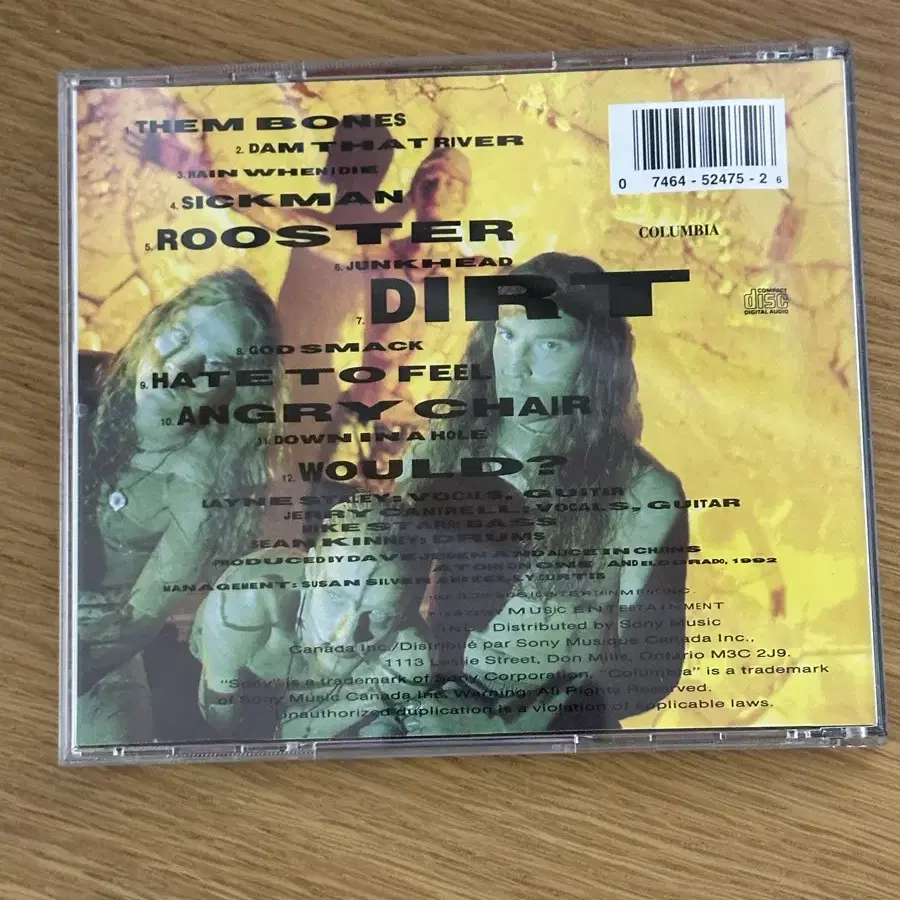 1. THEM BONES
2. DAM THAT RIVER
3. RAIN WHEN I DIE
4. SICKMAN
5. ROOSTER
6. JUNKHEAD
7. DIRT
8. GODSMACK
9. HATE TO FEEL
10. ANGRY CHAIR
11. DOWN IN A HOLE
12. WOULD?
0 7464-52475-2 6
COLUMBIA
COMPACT
disc
DIGITAL AUDIO
LAYNE STALEY: VOCALS, GUITAR
JERRY CANTRELL: VOCALS, GUITAR
MIKE STARR: BASS
SEAN KINNEY: DRUMS
PRODUCED BY DAVE JERDEN AND ALICE IN CHAINS
AND ELDORADO, 1992
MANAGEMENT: SUSAN SILVER AND KELLY CURTIS
ENTERTAINMENT INC.
MUSIC ENTERTAINMENT
INC. Distributed by Sony Music
Canada Inc./Distribué par Sony Musique Canada Inc.,
1113 Leslie Street, Don Mills, Ontario M3C 2J9.
"Sony" is a trademark of Sony Corporation. "Columbia" is a trademark
of Sony Music Canada Inc. Warning: All Rights Reserved.
Unauthorized duplication is a violation of applicable laws.